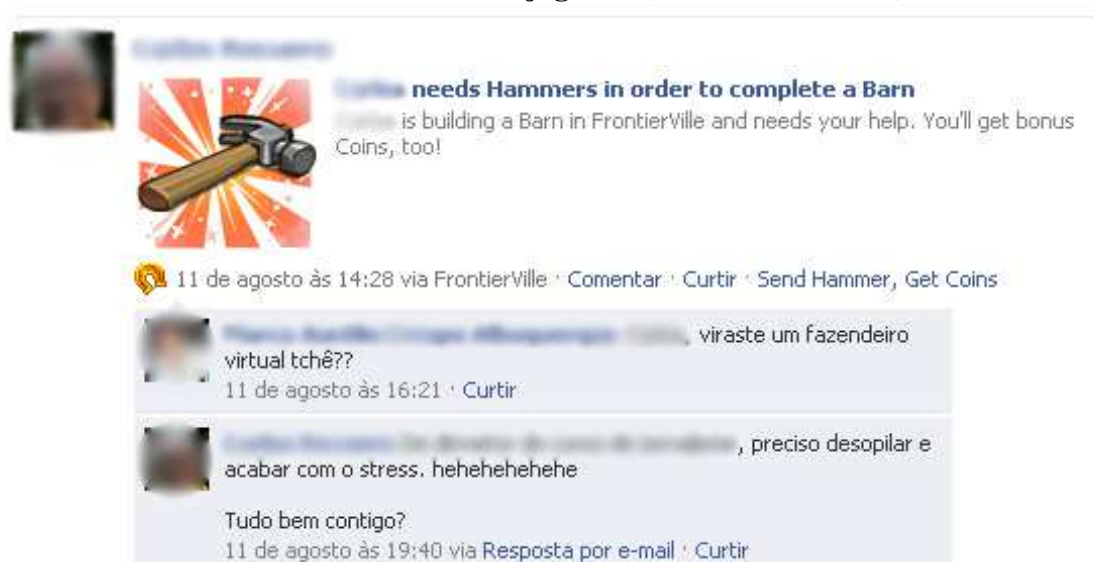 needs Hammers in order to complete a Barn
is building a Barn in FrontierVille and needs your help. You'll get bonus
Coins, too!
11 de agosto às 14:28 via FrontierVille · Comentar · Curtir · Send Hammer, Get Coins
, viraste um fazendeiro
virtual tchê??
11 de agosto às 16:21 · Curtir
, preciso desopilar e
acabar com o stress. hehehehehehe
Tudo bem contigo?
11 de agosto às 19:40 via Resposta por e-mail · Curtir